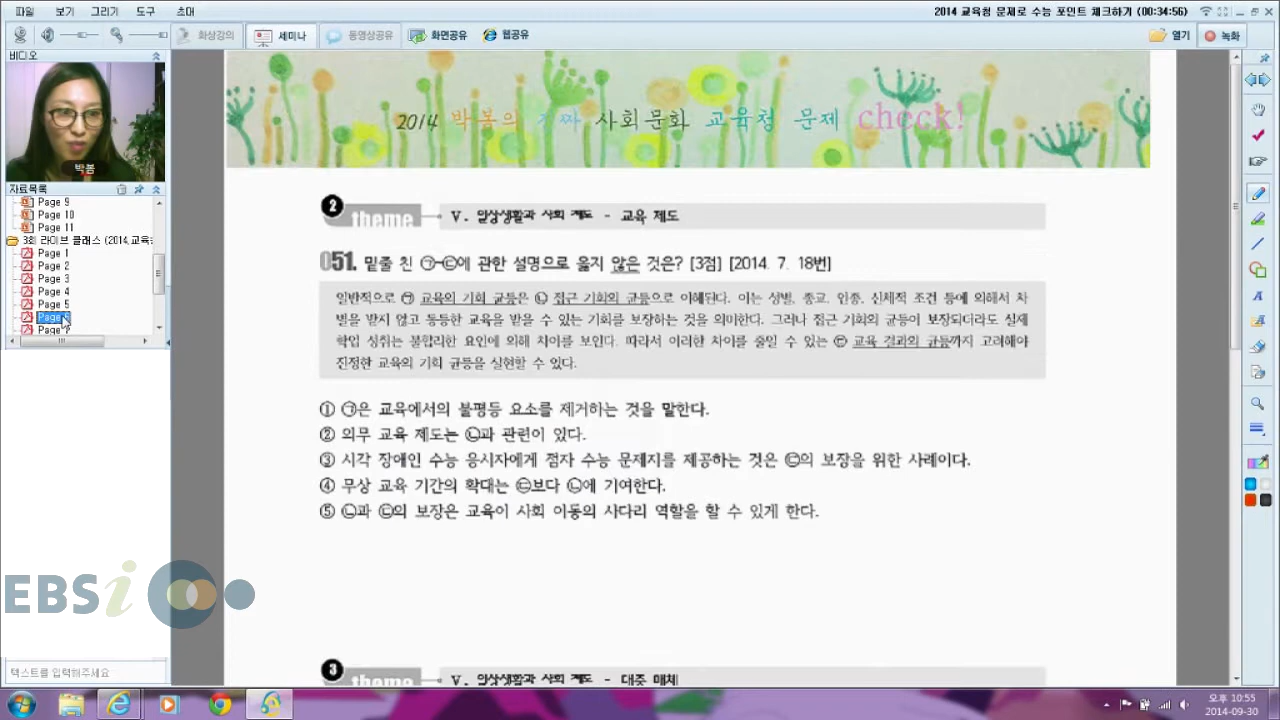 파일 보기 그리기 도구 초대
2014 교육청 문제로 수능 포인트 체크하기 (00:34:56)
화상강의 세미나 동영상공유 화면공유 웹공유
열기 녹화
비디오
박봄
자료목록
Page 9
Page 10
Page 11
3회 라이브 클래스 (2014,교육
Page 1
Page 2
Page 3
Page 4
Page 5
Page
Page
텍스트를 입력해주세요
EBSi
2014 박봄의 사회문화 교육청 문제 check!
2 theme V. 일상생활과 사회 제도 - 교육 제도
051. 밑줄 친 ㉠~㉢에 관한 설명으로 옳지 않은 것은? [3점] [2014. 7. 18번]
일반적으로 ㉠ 교육의 기회 균등은 ㉡ 접근 기회의 균등으로 이해된다. 이는 성별, 종교, 인종, 신체적 조건 등에 의해서 차
별을 받지 않고 동등한 교육을 받을 수 있는 기회를 보장하는 것을 의미한다. 그러나 접근 기회의 균등이 보장되더라도 실제
학업 성취는 불합리한 요인에 의해 차이를 보인다. 따라서 이러한 차이를 줄일 수 있는 ㉢ 교육 결과의 균등까지 고려해야
진정한 교육의 기회 균등을 실현할 수 있다.
① ㉠은 교육에서의 불평등 요소를 제거하는 것을 말한다.
② 의무 교육 제도는 ㉡과 관련이 있다.
③ 시각 장애인 수능 응시자에게 점자 수능 문제지를 제공하는 것은 ㉢의 보장을 위한 사례이다.
④ 무상 교육 기간의 확대는 ㉢보다 ㉡에 기여한다.
⑤ ㉡과 ㉢의 보장은 교육이 사회 이동의 사다리 역할을 할 수 있게 한다.
3 theme V. 일상생활과 사회 제도 - 대중 매체
오후 10:55
2014-09-30